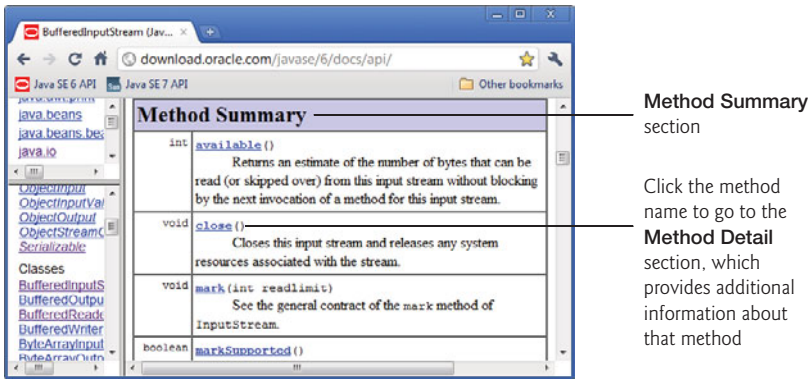 BufferedInputStream (Jav...
download.oracle.com/javase/6/docs/api/
Java SE 6 API
Java SE 7 API
Other bookmarks
java.beans
java.beans.bea
java.io
ObjectInput
ObjectInputVal
ObjectOutput
ObjectStreamC
Serializable
Classes
BufferedInputS
BufferedOutpu
BufferedReade
BufferedWriter
ByteArrayInput
ByteArrayOutp
Method Summary
int available()
Returns an estimate of the number of bytes that can be
read (or skipped over) from this input stream without blocking
by the next invocation of a method for this input stream.
void close()
Closes this input stream and releases any system
resources associated with the stream.
void mark(int readlimit)
See the general contract of the mark method of
InputStream.
boolean markSupported()
Method Summary
section
Click the method
name to go to the
Method Detail
section, which
provides additional
information about
that method